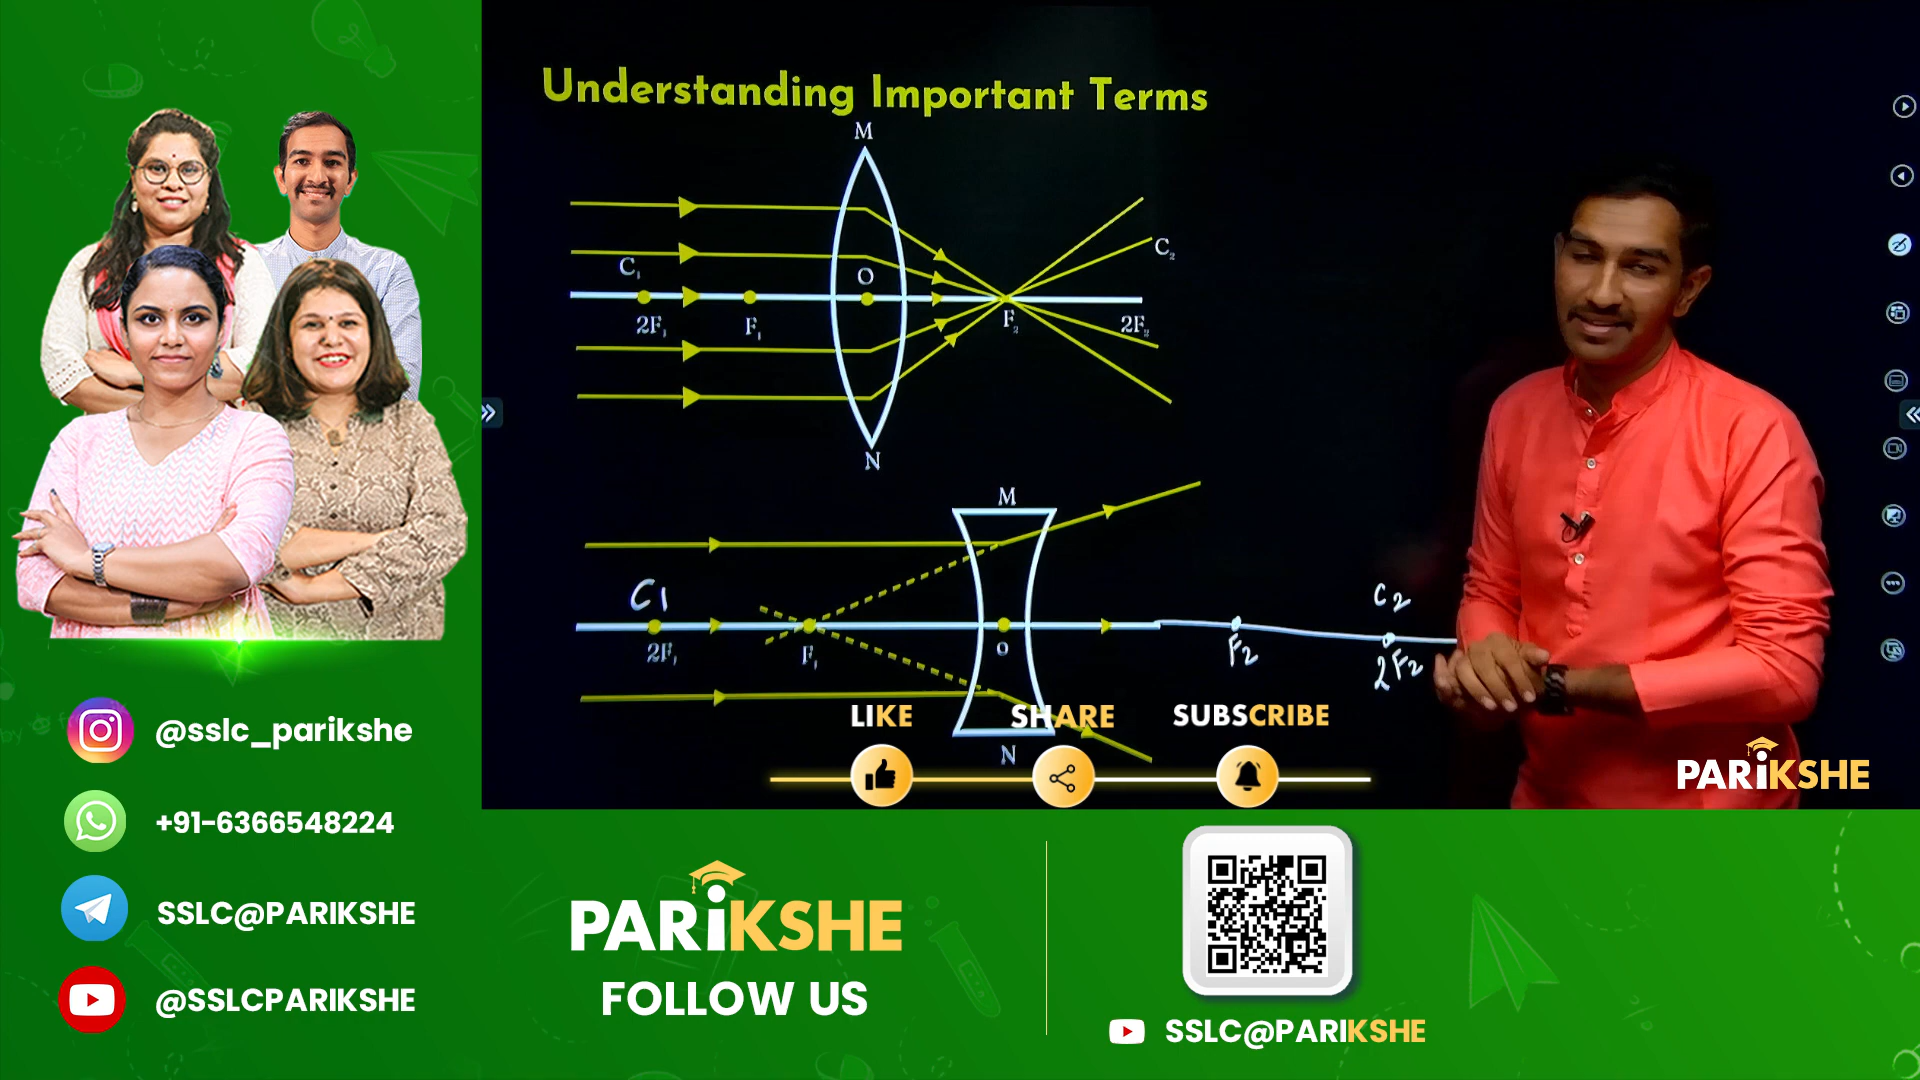 Understanding Important Terms
M
C₁
O
C₂
2F₁
F₁
F₂
2F₂
N
M
C1
C2
2F₁
F₁
O
F2
2F2
N
LIKE
SHARE
SUBSCRIBE
PARiKSHE
@sslc_parikshe
+91-6366548224
SSLC@PARIKSHE
@SSLCPARIKSHE
PARiKSHE
FOLLOW US
SSLC@PARIKSHE